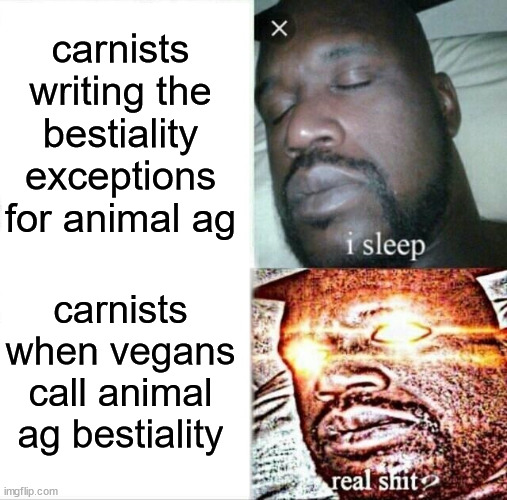 carnists
writing the
bestiality
exceptions
for animal ag
i sleep
carnists
when vegans
call animal
ag bestiality
real shit?
imgflip.com